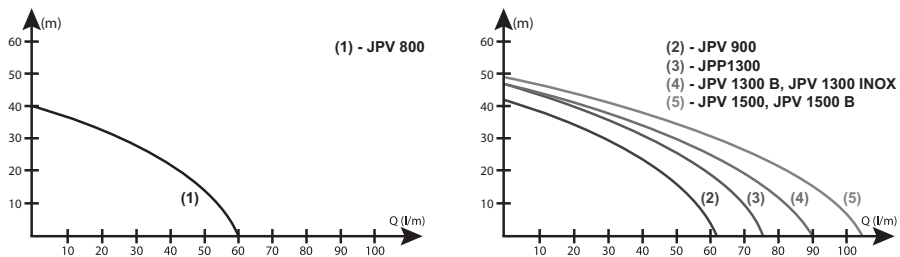 (m)
(1) - JPV 800
60
50
40
30
20
10
(1)
Q (l/m)
10 20 30 40 50 60 70 80 90 100
(m)
(2) - JPV 900
(3) - JPP1300
(4) - JPV 1300 B, JPV 1300 INOX
(5) - JPV 1500, JPV 1500 B
60
50
40
30
20
10
(2) (3) (4) (5)
Q (l/m)
10 20 30 40 50 60 70 80 90 100